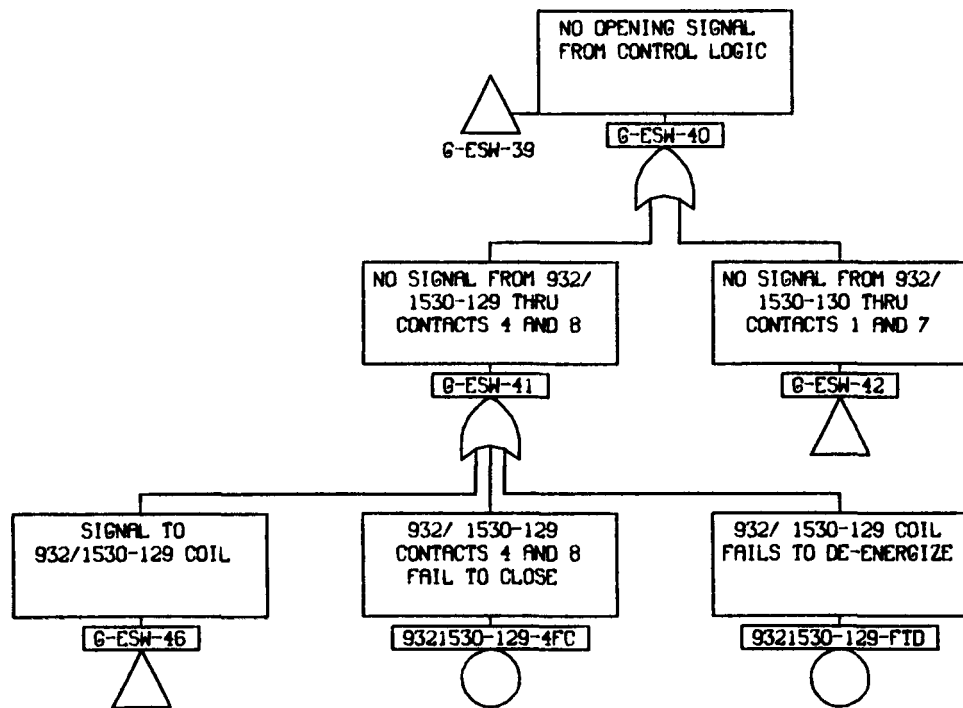 NO OPENING SIGNAL
FROM CONTROL LOGIC
G-ESW-39
G-ESW-40
NO SIGNAL FROM 932/
1530-129 THRU
CONTACTS 4 AND 8
G-ESW-41
NO SIGNAL FROM 932/
1530-130 THRU
CONTACTS 1 AND 7
G-ESW-42
SIGNAL TO
932/1530-129 COIL
G-ESW-46
932/ 1530-129
CONTACTS 4 AND 8
FAIL TO CLOSE
9321530-129-4FC
932/ 1530-129 COIL
FAILS TO DE-ENERGIZE
9321530-129-FTD